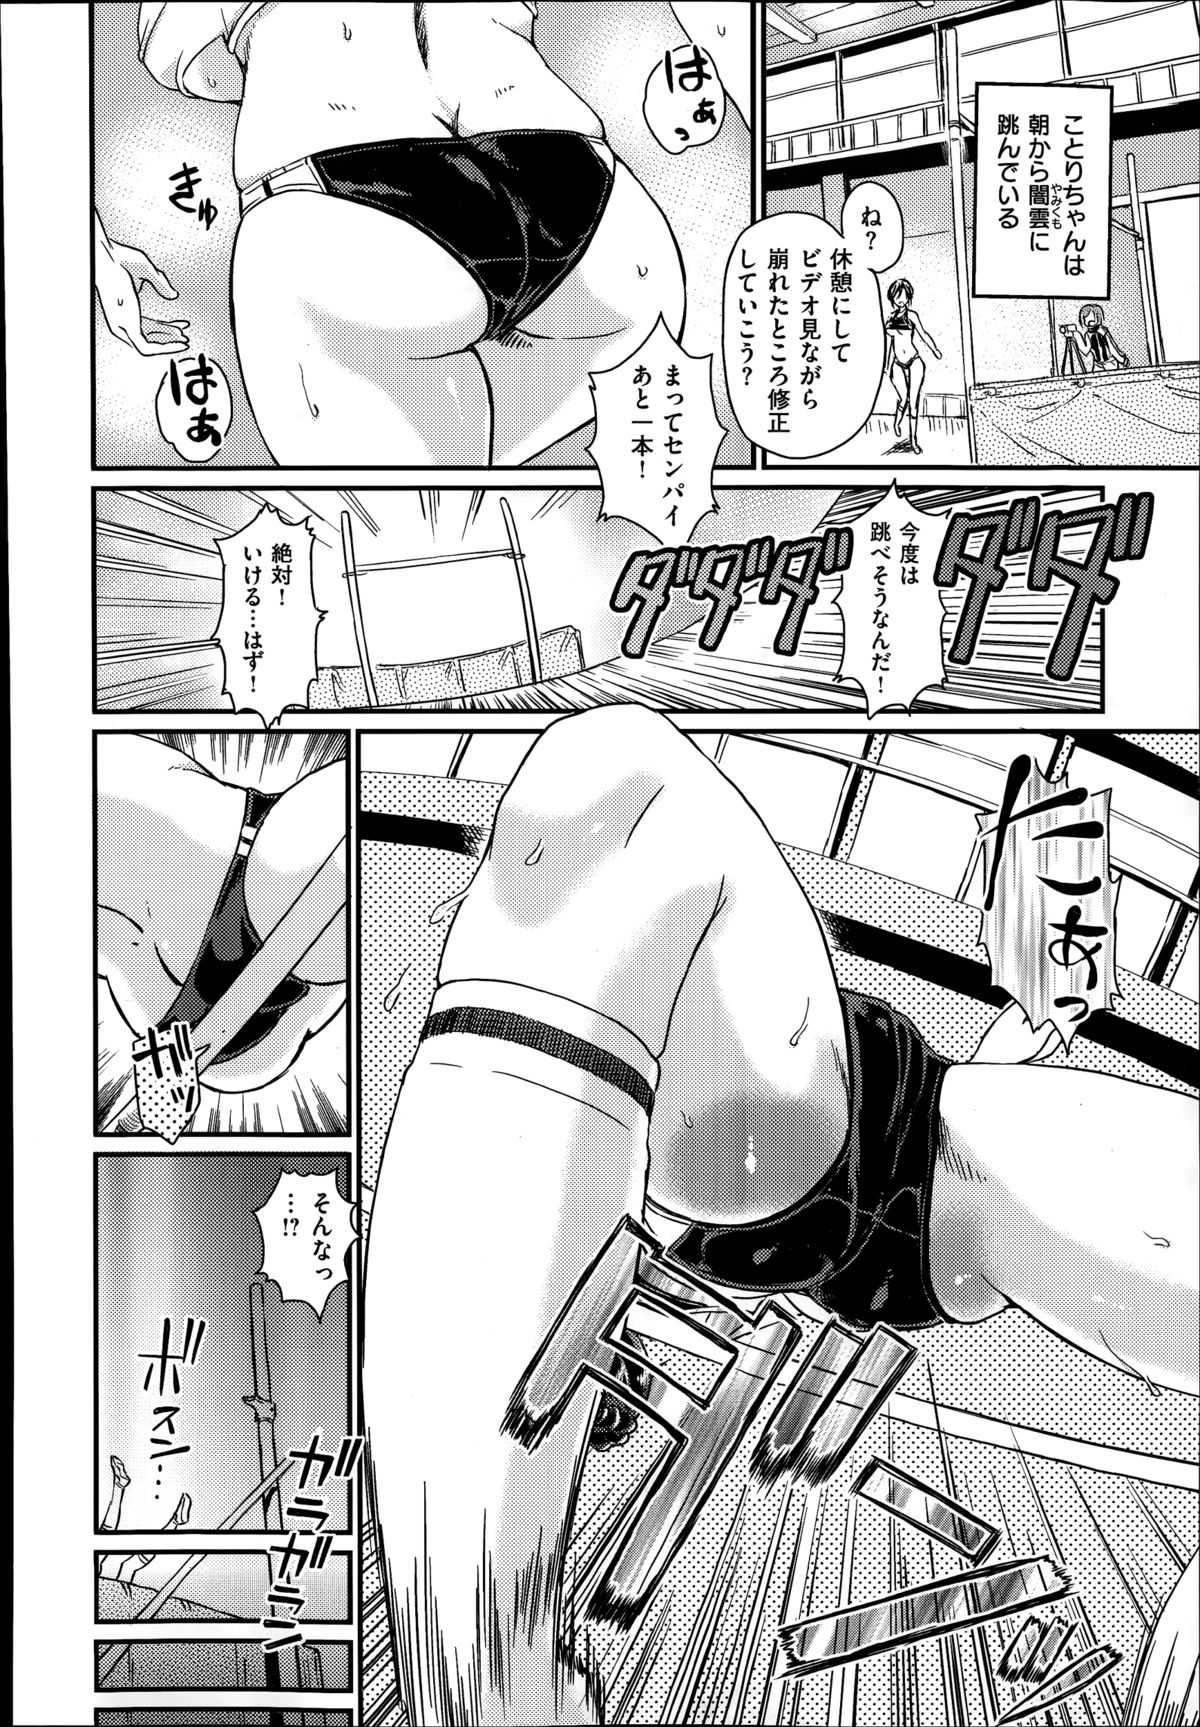 ことりちゃんは
朝から闇雲に
やみくも
跳んでいる
ね?
休憩にして
ビデオ見ながら
崩れたところ修正
していこう?
はぁっ
きゅ
はぁ
まってセンパイ
あと一本!
今度は
跳べそうなんだ!
ダダ
ダダダ
絶対!
いける…はず!
たあっ
ガッ
そんなっ
…!?
ボスン…
ガラガラン